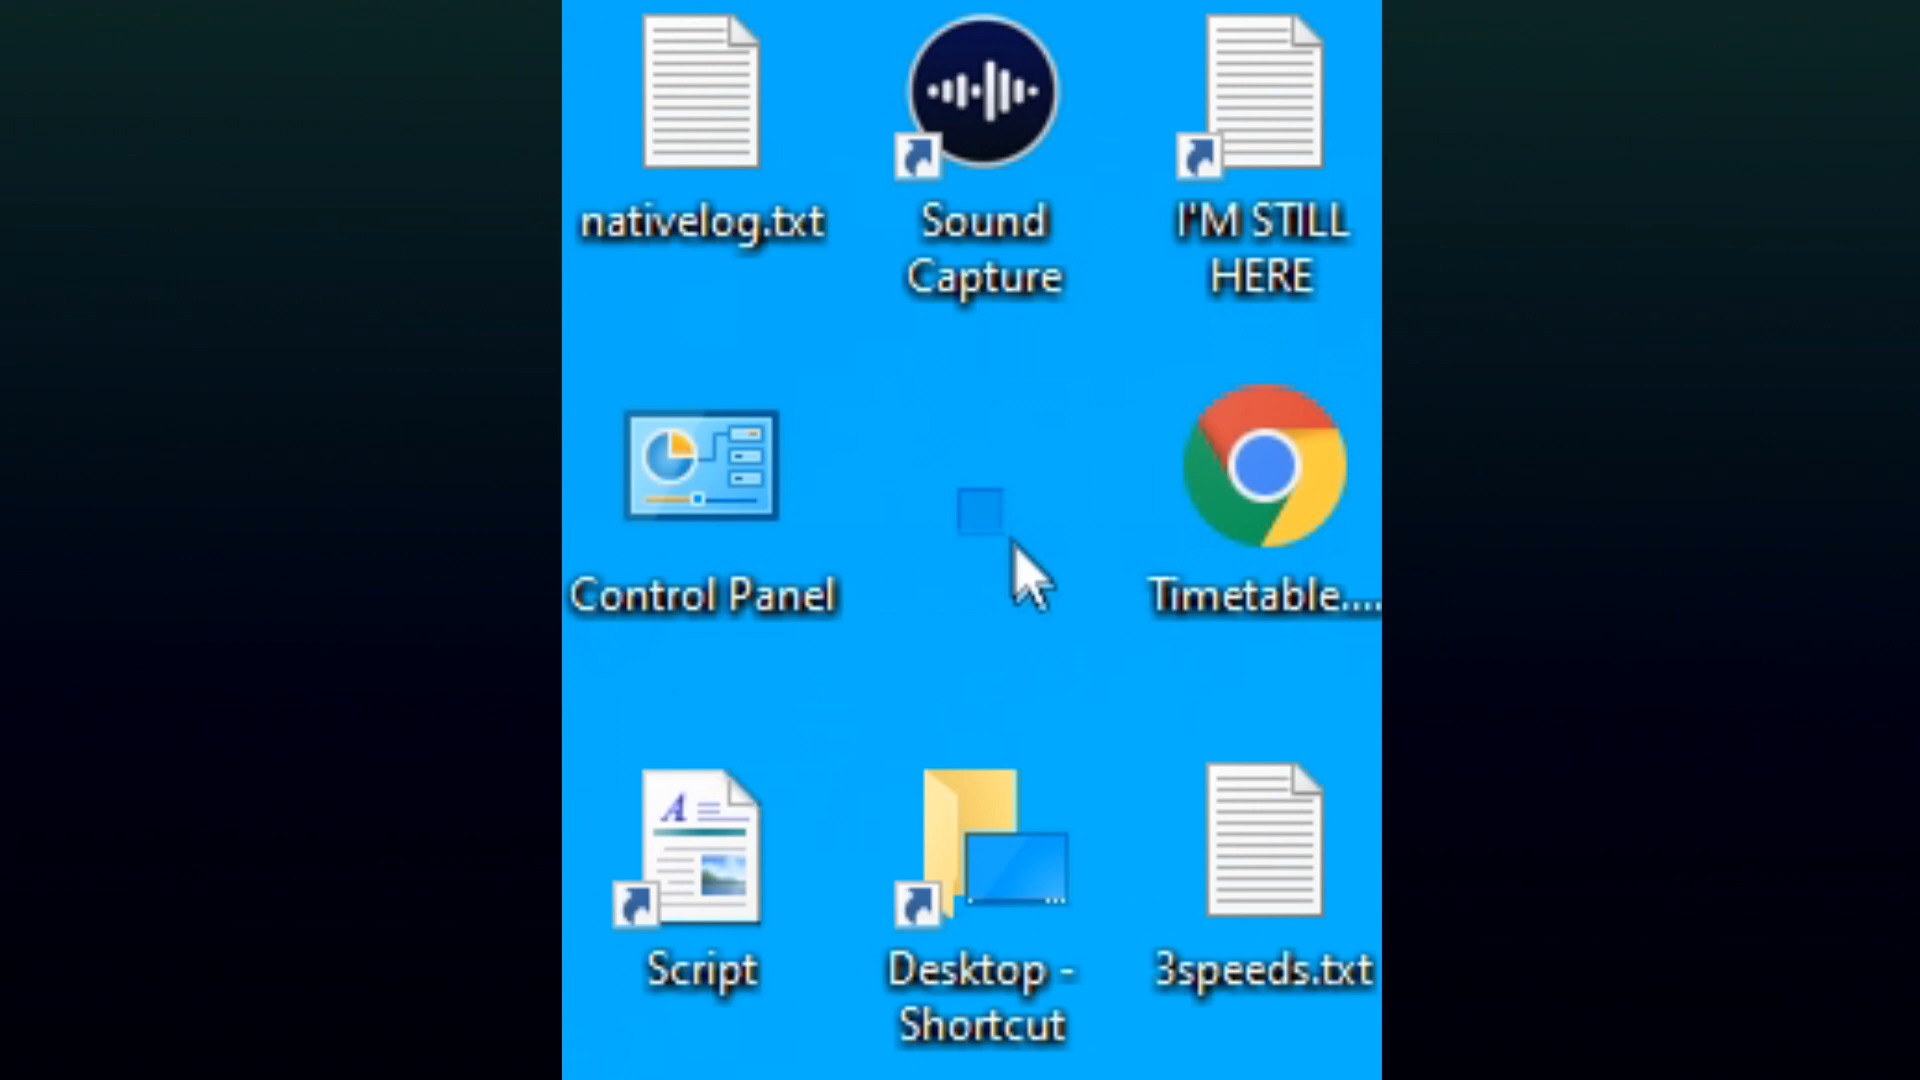 nativelog.txt
Sound
Capture
I'M STILL
HERE
Control Panel
Timetable....
Script
Desktop -
Shortcut
3speeds.txt